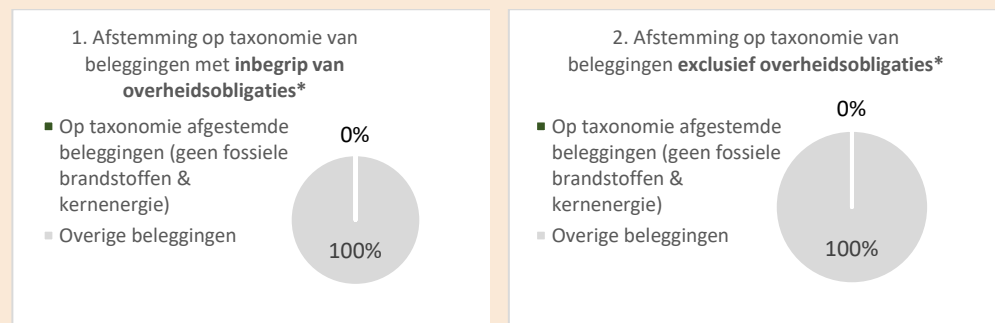 1. Afstemming op taxonomie van
beleggingen met inbegrip van
overheidsobligaties*
Op taxonomie afgestemde
beleggingen (geen fossiele
brandstoffen &
kernenergie)
Overige beleggingen
0%
100%
2. Afstemming op taxonomie van
beleggingen exclusief overheidsobligaties*
Op taxonomie afgestemde
beleggingen (geen fossiele
brandstoffen &
kernenergie)
Overige beleggingen
0%
100%